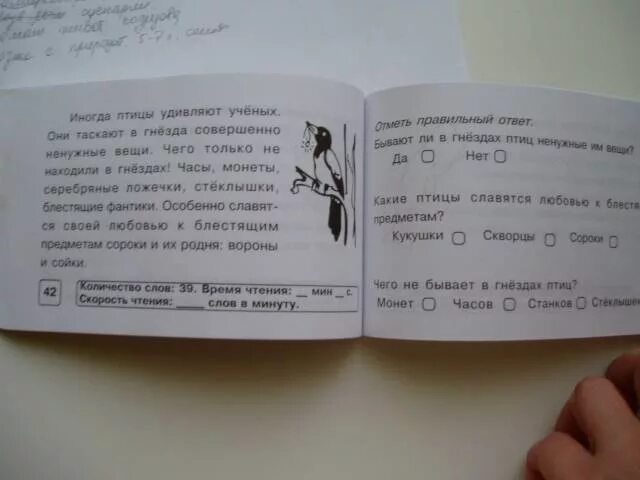 5-7
Иногда птицы удивляют учёных.
Они таскают в гнёзда совершенно
ненужные вещи. Чего только не
находили в гнёздах! Часы, монеты,
серебряные ложечки, стёклышки,
блестящие фантики. Особенно славят-
ся своей любовью к блестящим
предметам сороки и их родня: вороны
и сойки.
42
Количество слов: 39. Время чтения: __ мин __ с.
Скорость чтения: ____ слов в минуту.
Отметь правильный ответ.
Бывают ли в гнёздах птиц ненужные им вещи?
Да Нет
Какие птицы славятся любовью к блестя
предметам?
Кукушки Скворцы Сороки
Чего не бывает в гнёздах птиц?
Монет Часов Станков Стёклышек